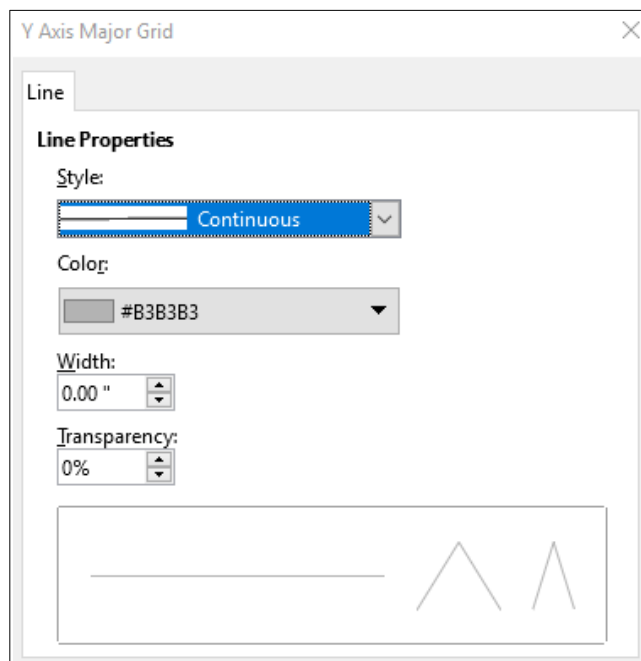 Y Axis Major Grid
Line
Line Properties
Style:
Continuous
Color:
#B3B3B3
Width:
0.00 "
Transparency:
0%